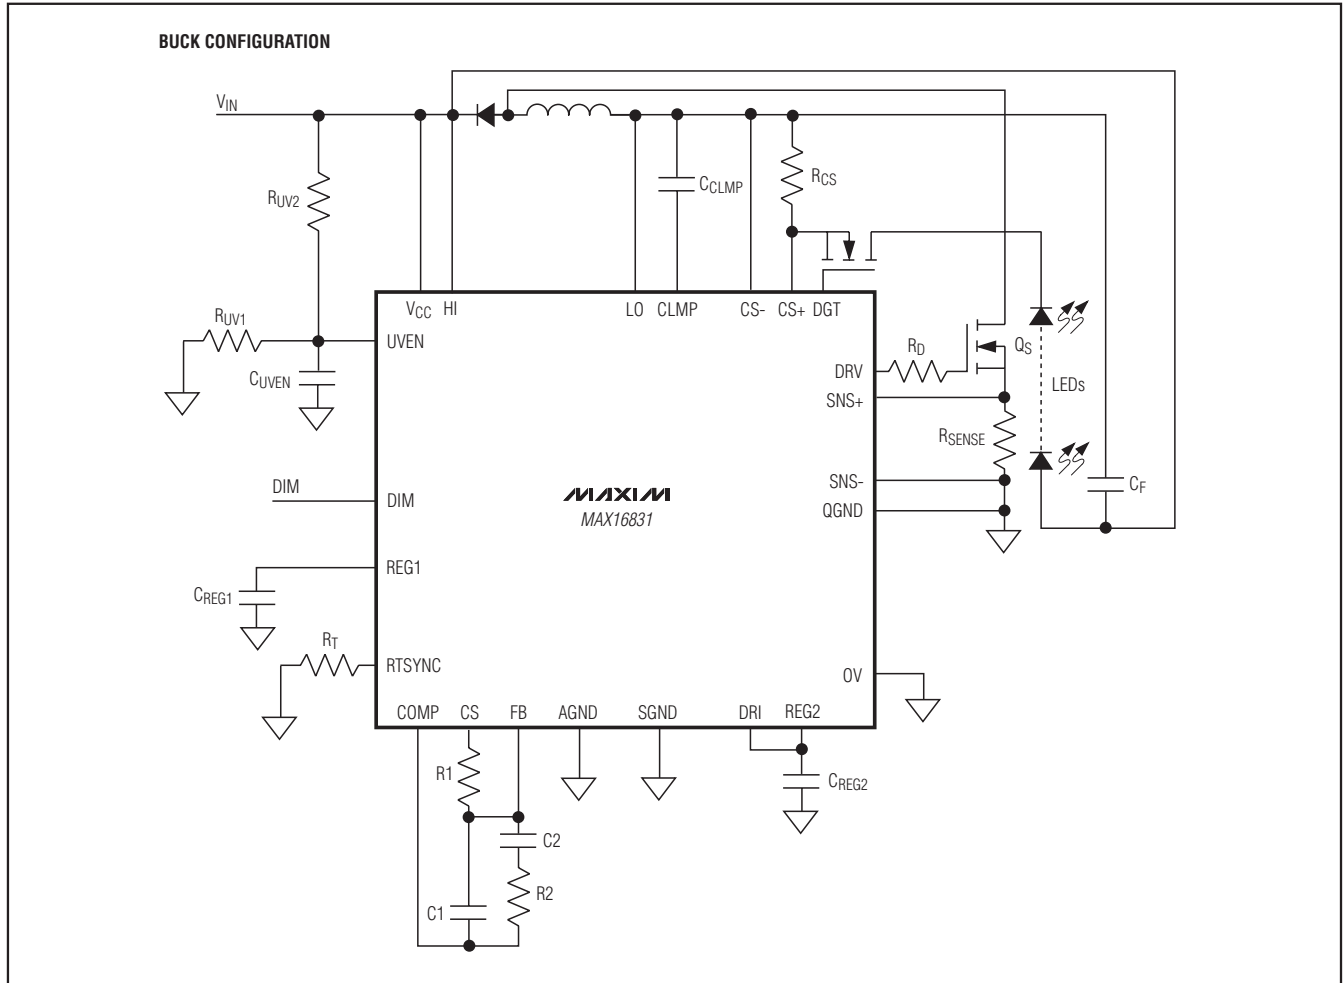 BUCK CONFIGURATION
VIN
RUV2
CCLMP
RCS
VCC HI LO CLMP CS- CS+ DGT
RUV1
UVEN
CUVEN
DRV
RD
QS
SNS+
LEDs
RSENSE
SNS-
CF
QGND
DIM
DIM
MAXIM
MAX16831
REG1
CREG1
RT
RTSYNC
OV
COMP CS FB AGND SGND DRI REG2
R1
CREG2
C2
R2
C1